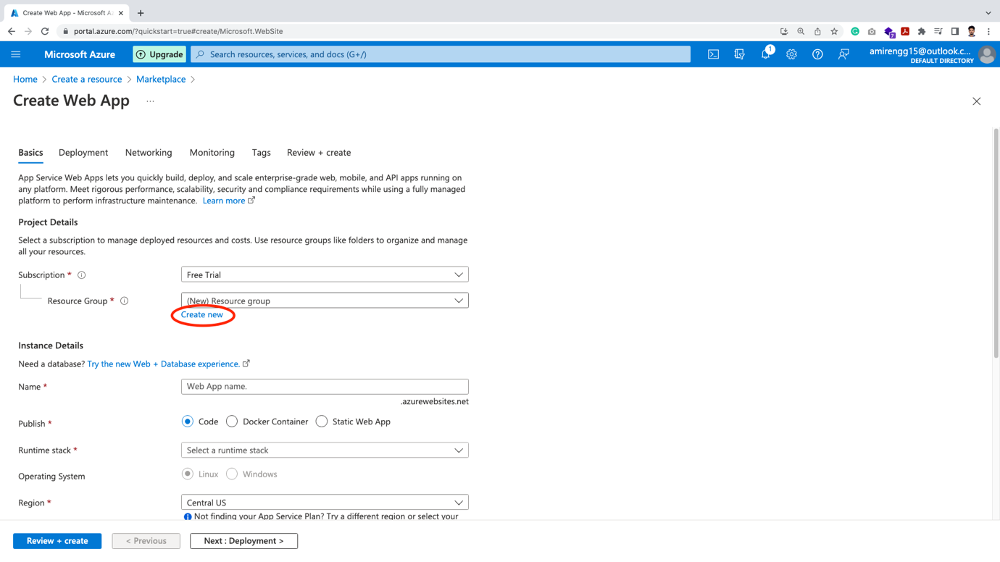 Create Web App - Microsoft Az
portal.azure.com/?quickstart=true#create/Microsoft.WebSite
7
Microsoft Azure
Upgrade
Search resources, services, and docs (G+/)
1
amirengg15@outlook.c...
DEFAULT DIRECTORY
Home > Create a resource > Marketplace >
Create Web App ...
Basics Deployment Networking Monitoring Tags Review + create
App Service Web Apps lets you quickly build, deploy, and scale enterprise-grade web, mobile, and API apps running on
any platform. Meet rigorous performance, scalability, security and compliance requirements while using a fully managed
platform to perform infrastructure maintenance. Learn more
Project Details
Select a subscription to manage deployed resources and costs. Use resource groups like folders to organize and manage
all your resources.
Subscription * Free Trial
Resource Group * (New) Resource group
Create new
Instance Details
Need a database? Try the new Web + Database experience.
Name * Web App name.
.azurewebsites.net
Publish * Code Docker Container Static Web App
Runtime stack * Select a runtime stack
Operating System Linux Windows
Region * Central US
Not finding your App Service Plan? Try a different region or select your
Review + create < Previous Next : Deployment >